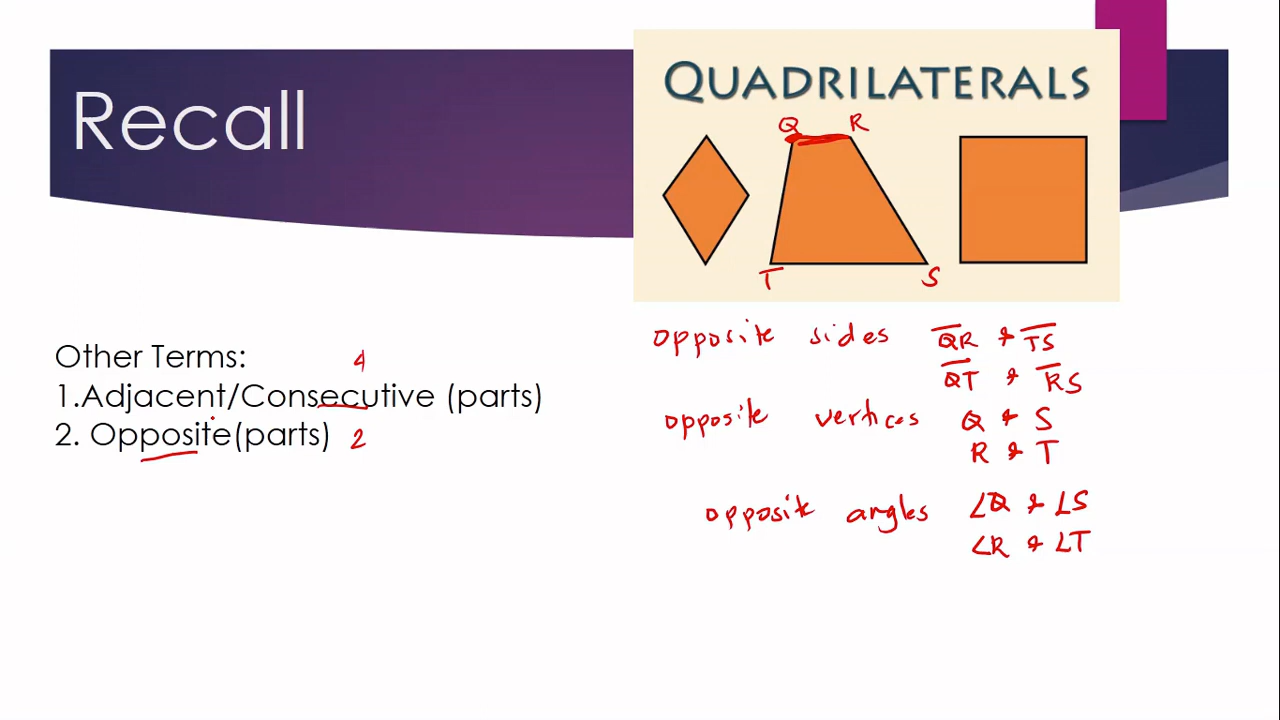 Recall
QUADRILATERALS
Q R
T S
Other Terms:
4
1.Adjacent/Consecutive (parts)
2. Opposite(parts) 2
opposite sides QR & TS
QT & RS
opposite vertices Q & S
R & T
opposite angles ∠Q & ∠S
∠R & ∠T